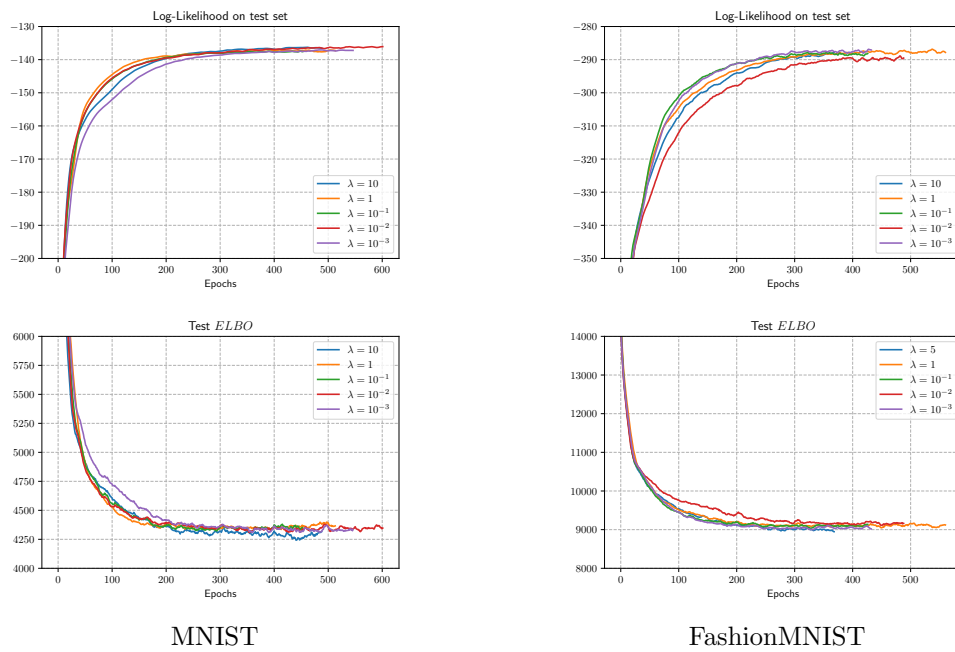 Log-Likelihood on test set
−130
−140
−150
−160
−170
−180
−190
−200
0 100 200 300 400 500 600
Epochs
λ = 10
λ = 1
λ = 10⁻¹
λ = 10⁻²
λ = 10⁻³
Log-Likelihood on test set
−280
−290
−300
−310
−320
−330
−340
−350
0 100 200 300 400 500
Epochs
λ = 10
λ = 1
λ = 10⁻¹
λ = 10⁻²
λ = 10⁻³
Test ELBO
6000
5750
5500
5250
5000
4750
4500
4250
4000
0 100 200 300 400 500 600
Epochs
λ = 10
λ = 1
λ = 10⁻¹
λ = 10⁻²
λ = 10⁻³
Test ELBO
14000
13000
12000
11000
10000
9000
8000
0 100 200 300 400 500
Epochs
λ = 5
λ = 1
λ = 10⁻¹
λ = 10⁻²
λ = 10⁻³
MNIST
FashionMNIST